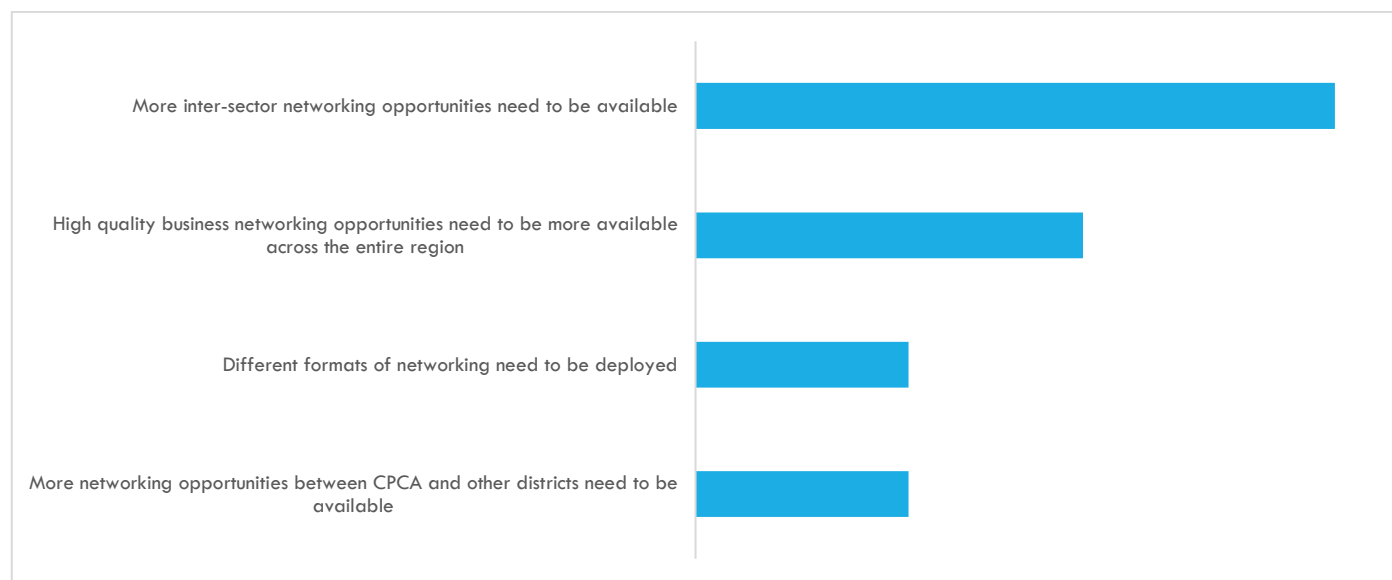 More inter-sector networking opportunities need to be available
High quality business networking opportunities need to be more available
across the entire region
Different formats of networking need to be deployed
More networking opportunities between CPCA and other districts need to be
available